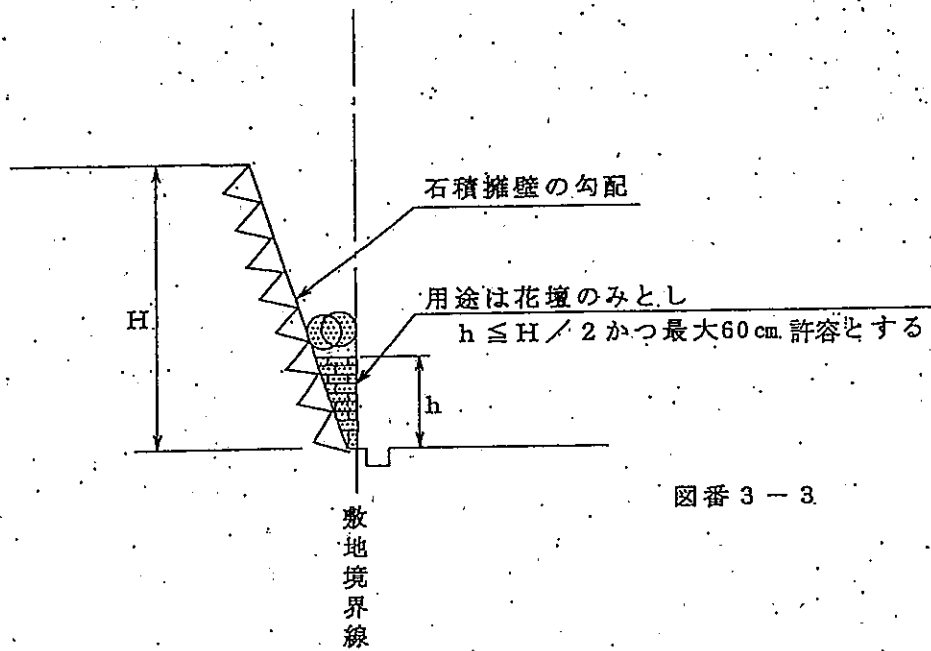 石積擁壁の勾配
用途は花壇のみとし
h≦H／2かつ最大60cm.許容とする
H
h
図番3－3
敷地境界線